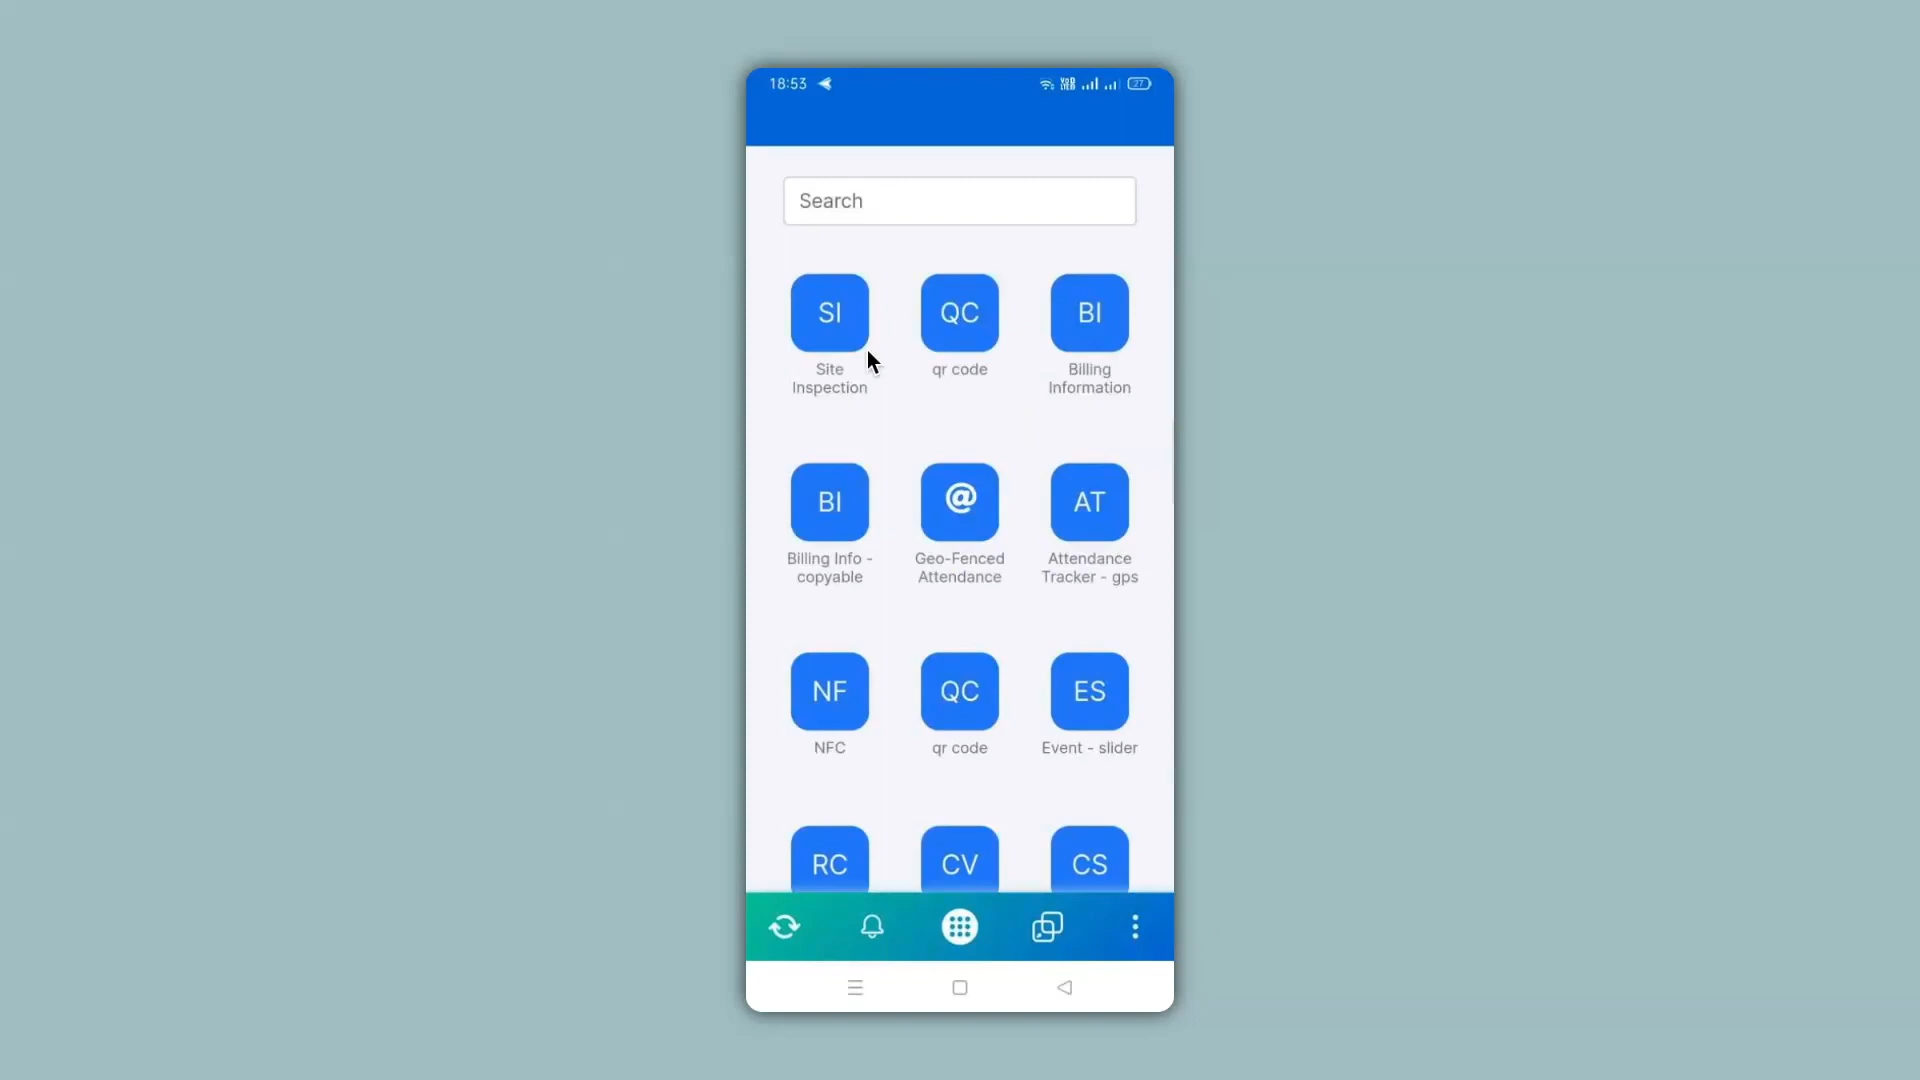 18:53
27
Search
SI
QC
BI
Site
Inspection
qr code
Billing
Information
BI
@
AT
Billing Info -
copyable
Geo-Fenced
Attendance
Attendance
Tracker - gps
NF
QC
ES
NFC
qr code
Event - slider
RC
CV
CS